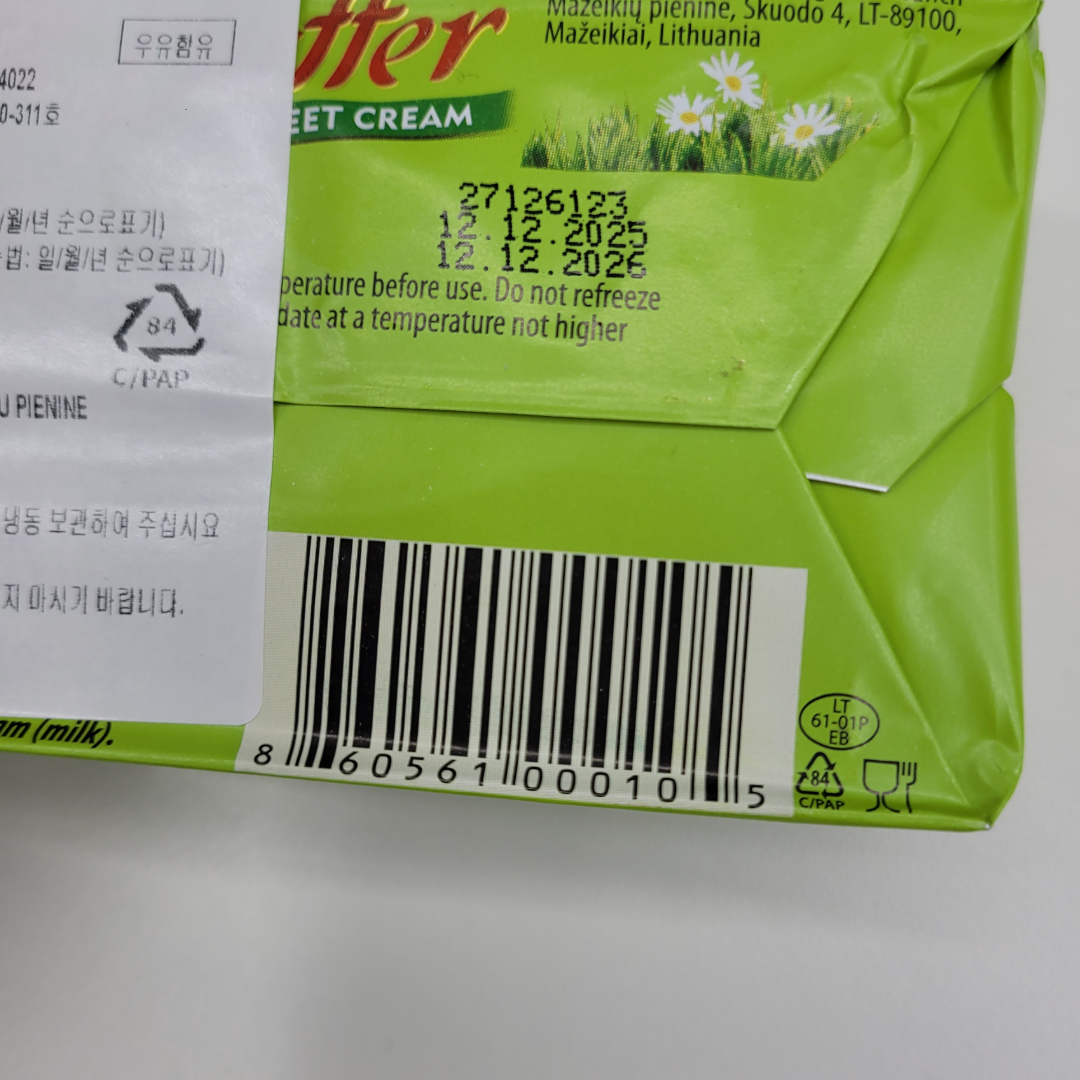 우유함유
4022
0-311호
/월/년 순으로표기)
법: 일/월/년 순으로표기)
84
C/PAP
U PIENINE
냉동 보관하여 주십시요
지 마시기 바랍니다.
Mažeikių pieninė, Skuodo 4, LT-89100,
Mažeikiai, Lithuania
tter
EET CREAM
27126123
12.12.2025
12.12.2026
perature before use. Do not refreeze
date at a temperature not higher
am (milk).
8 605610 000105
LT
61-01P
EB
84
C/PAP